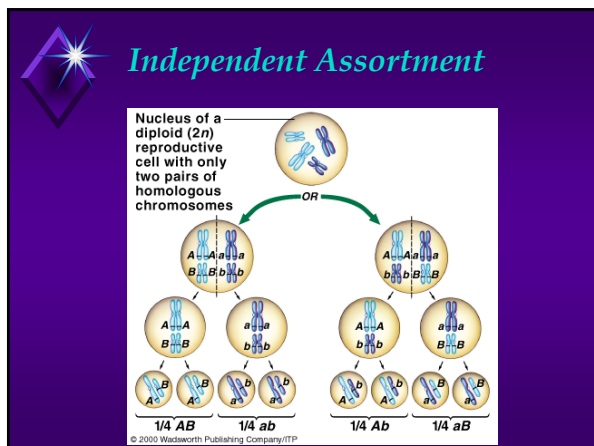 Independent Assortment
Nucleus of a
diploid (2n)
reproductive
cell with only
two pairs of
homologous
chromosomes
OR
A A a a
B B b b
A A a a
b b B B
A A
B B
a a
b b
A A
b b
a a
B B
A B
A B
a b
a b
A b
A b
a B
a B
1/4 AB
1/4 ab
1/4 Ab
1/4 aB
© 2000 Wadsworth Publishing Company/ITP